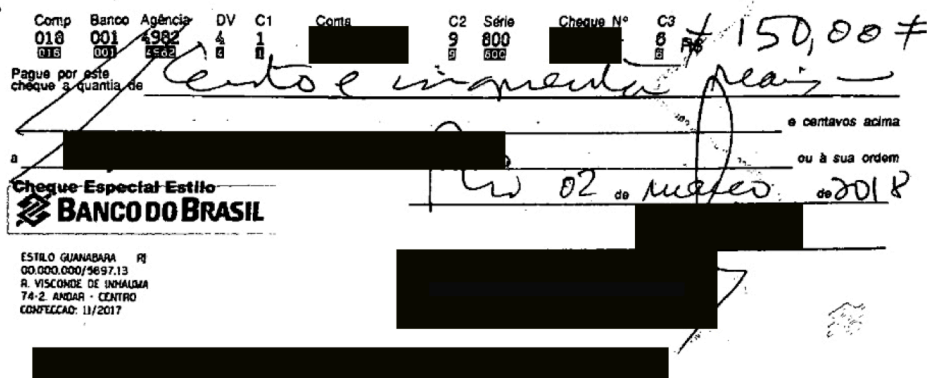 Comp Banco Agência DV C1 Conta C2 Série Cheque Nº C3
018 001 4982 4 1 9 800 6 R$ ≠ 150,00 ≠
018 001 4982 4 1 9 800 6
Pague por este
cheque a quantia de Cento e cinquenta reais
e centavos acima
a ou à sua ordem
Rio 02 de março de 2018
Cheque Especial Estilo
BANCO DO BRASIL
ESTILO GUANABARA RJ
00.000.000/5697.13
R. VISCONDE DE INHAUMA
74-2. ANDAR - CENTRO
CONFECCAO: 11/2017